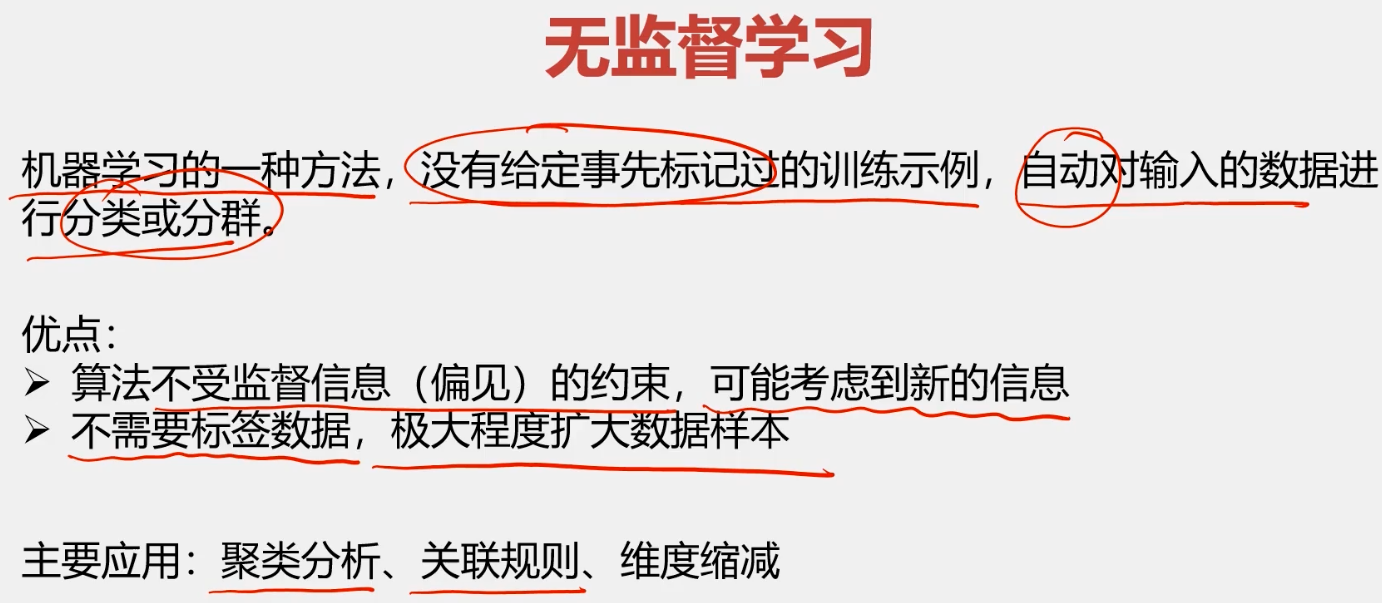 无监督学习
机器学习的一种方法，没有给定事先标记过的训练示例，自动对输入的数据进
行分类或分群。
优点：
➢ 算法不受监督信息（偏见）的约束，可能考虑到新的信息
➢ 不需要标签数据，极大程度扩大数据样本
主要应用：聚类分析、关联规则、维度缩减